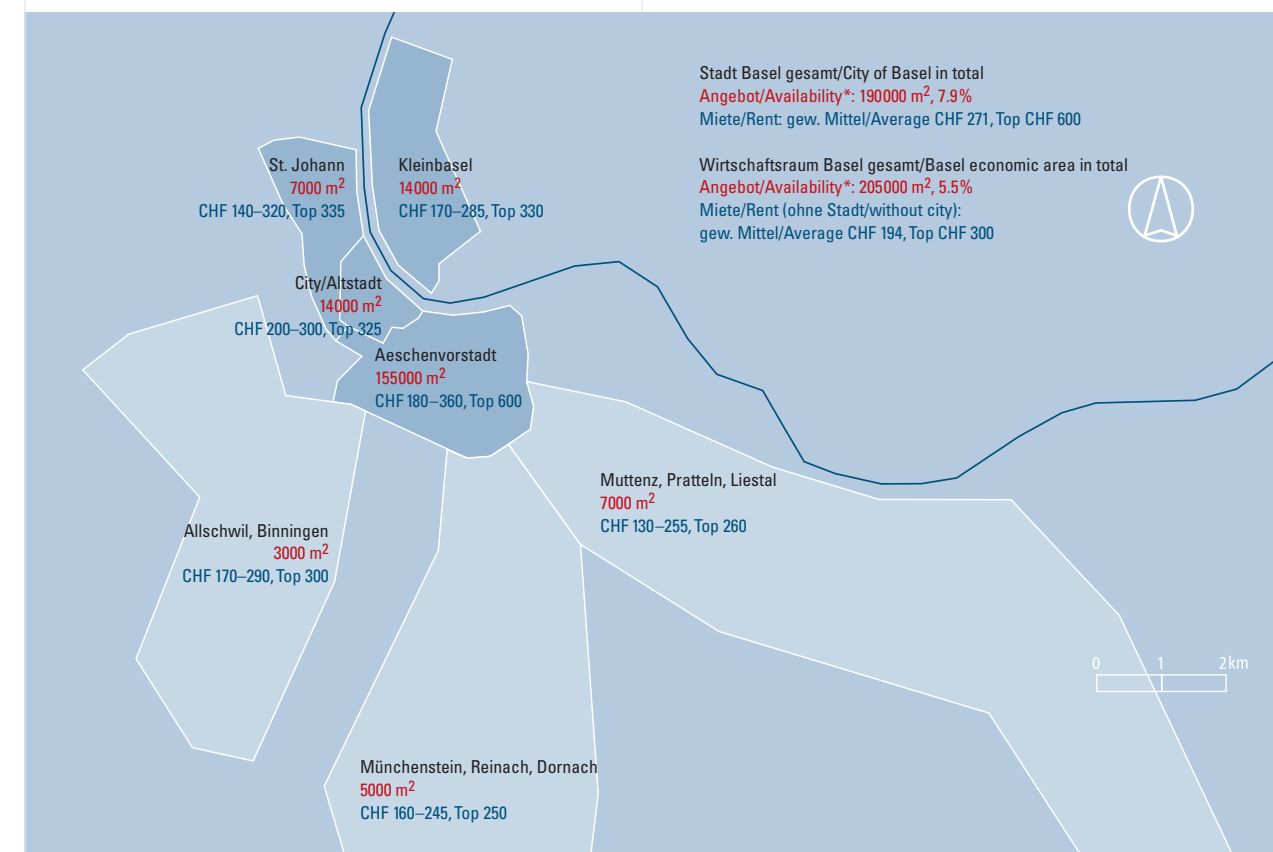 Stadt Basel gesamt/City of Basel in total
Angebot/Availability*: 190000 m², 7.9%
Miete/Rent: gew. Mittel/Average CHF 271, Top CHF 600
Wirtschaftsraum Basel gesamt/Basel economic area in total
Angebot/Availability*: 205000 m², 5.5%
Miete/Rent (ohne Stadt/without city):
gew. Mittel/Average CHF 194, Top CHF 300
St. Johann
7000 m²
CHF 140–320, Top 335
Kleinbasel
14000 m²
CHF 170–285, Top 330
City/Altstadt
14000 m²
CHF 200–300, Top 325
Aeschenvorstadt
155000 m²
CHF 180–360, Top 600
Muttenz, Pratteln, Liestal
7000 m²
CHF 130–255, Top 260
Allschwil, Binningen
3000 m²
CHF 170–290, Top 300
0 1 2 km
Münchenstein, Reinach, Dornach
5000 m²
CHF 160–245, Top 250